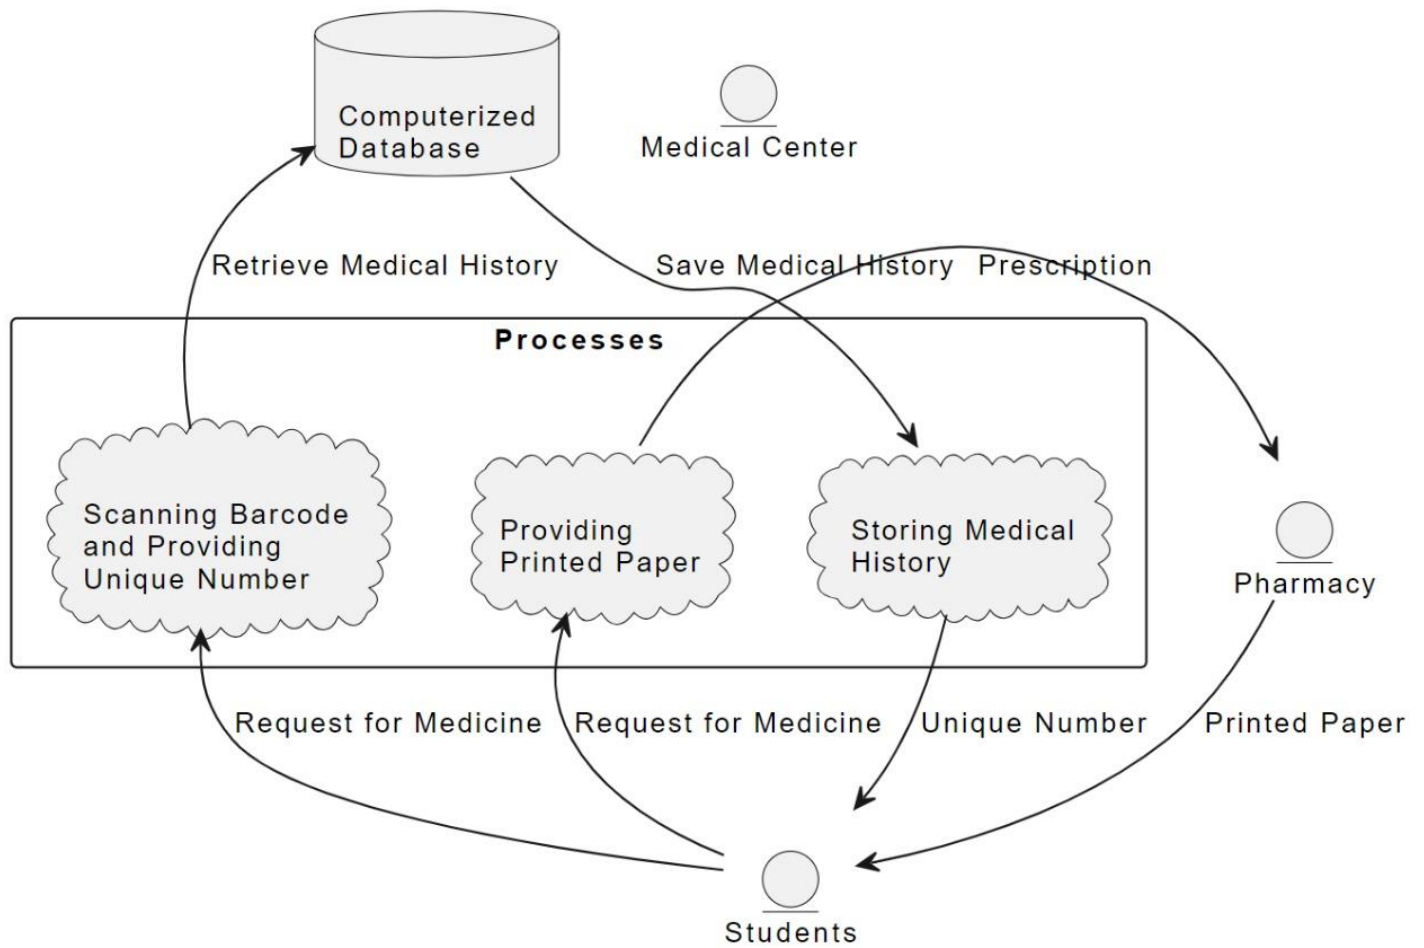 Computerized
Database
Medical Center
Retrieve Medical History
Save Medical History
Prescription
Processes
Scanning Barcode
and Providing
Unique Number
Providing
Printed Paper
Storing Medical
History
Pharmacy
Request for Medicine
Request for Medicine
Unique Number
Printed Paper
Students